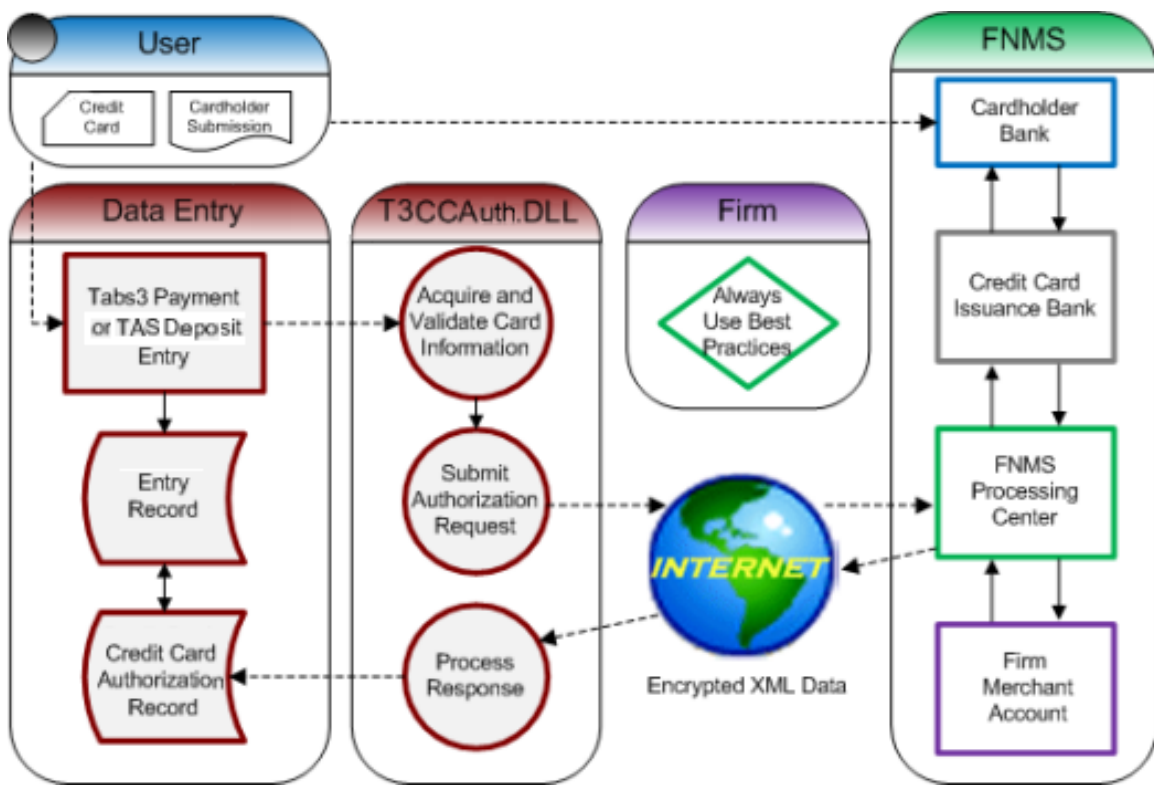 User
Credit
Card
Cardholder
Submission
FNMS
Cardholder
Bank
Credit Card
Issuance Bank
FNMS
Processing
Center
Firm
Merchant
Account
Data Entry
Tabs3 Payment
or TAS Deposit
Entry
Entry
Record
Credit Card
Authorization
Record
T3CCAuth.DLL
Acquire and
Validate Card
Information
Submit
Authorization
Request
Process
Response
Firm
Always
Use Best
Practices
INTERNET
Encrypted XML Data